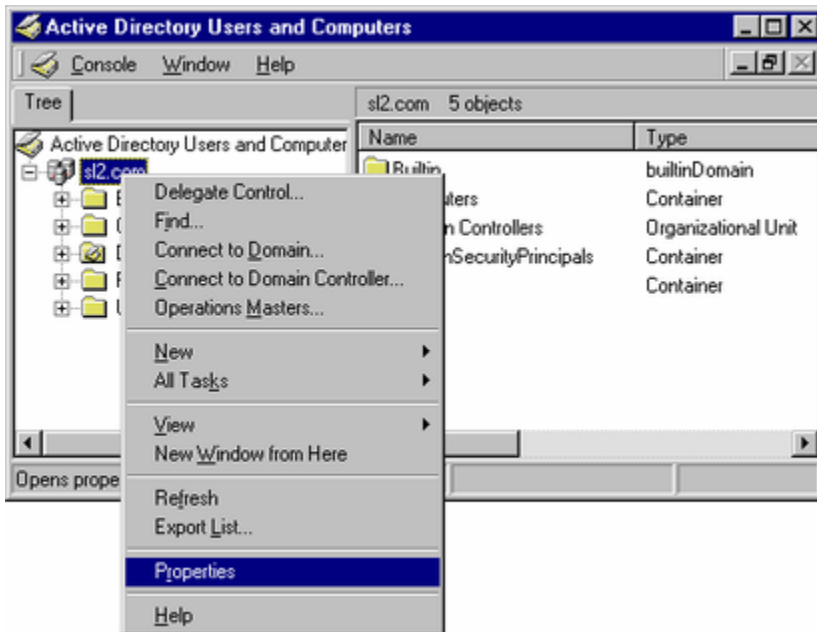 Active Directory Users and Computers
Console Window Help
Tree
sl2.com 5 objects
Active Directory Users and Computer
Name Type
sl2.com
Builtin builtinDomain
Container
n Controllers Organizational Unit
nSecurityPrincipals Container
Container
Delegate Control...
Find...
Connect to Domain...
Connect to Domain Controller...
Operations Masters...
New
All Tasks
View
New Window from Here
Refresh
Export List...
Properties
Help
Opens prope